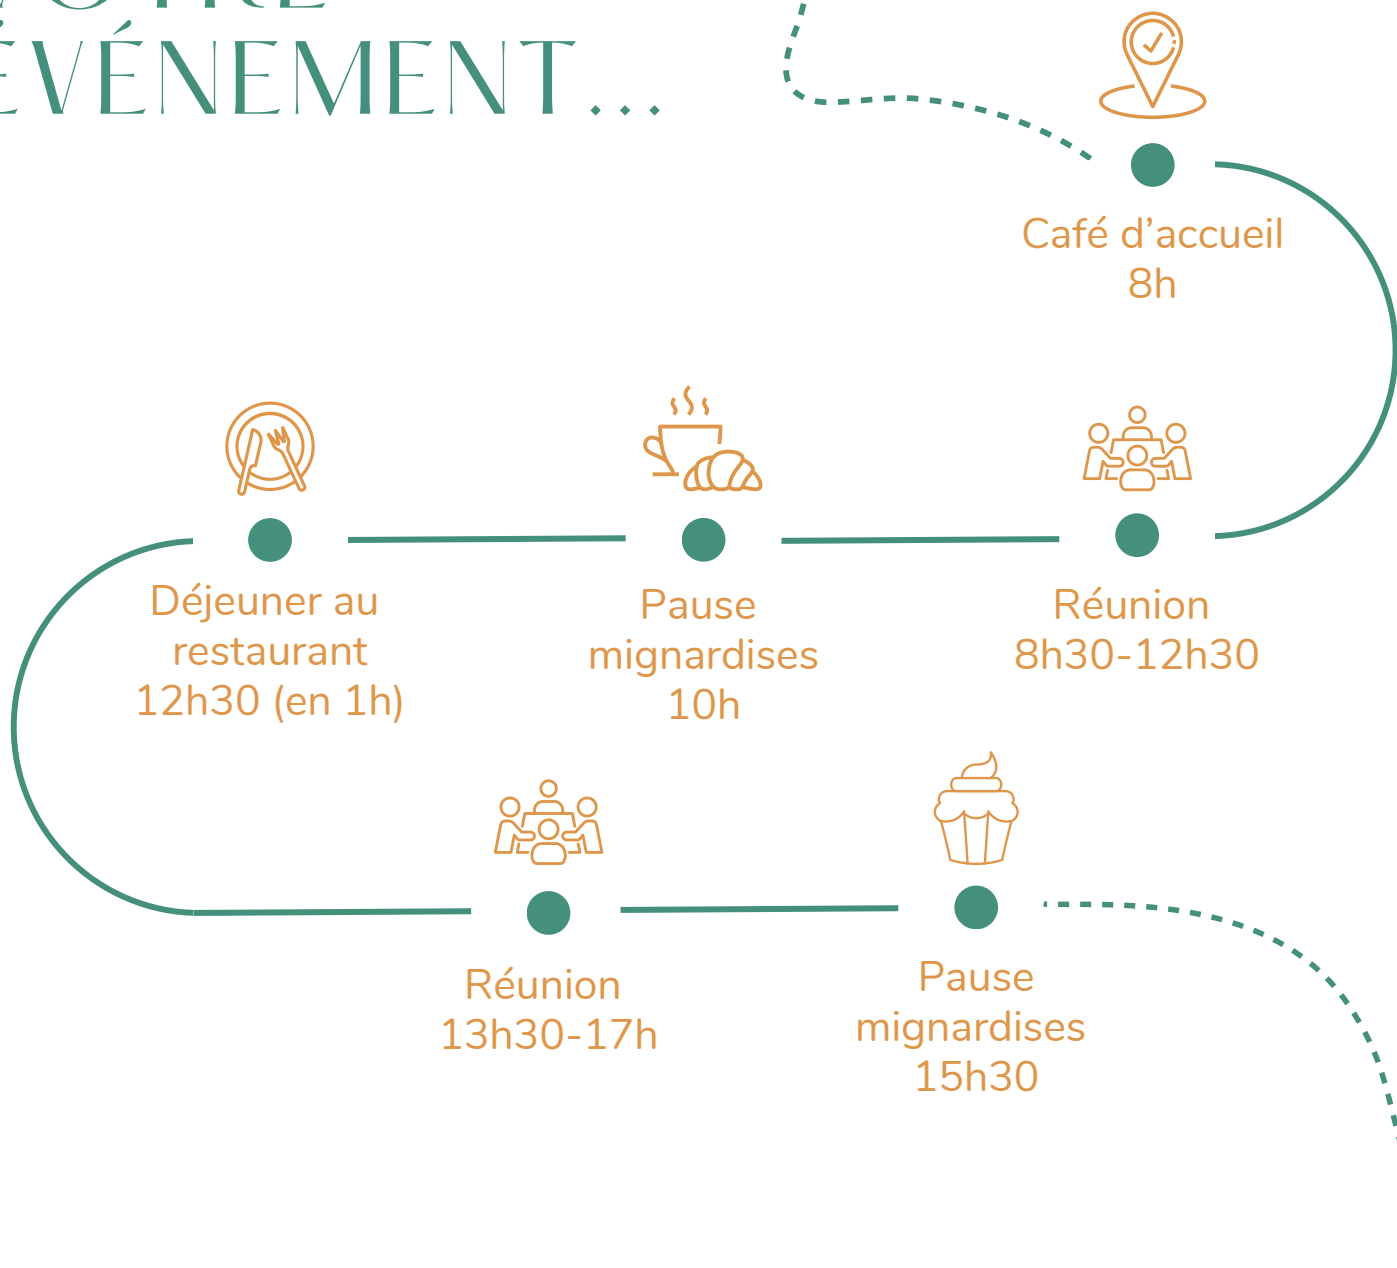 ÉVÉNEMENT...
Café d’accueil
8h
Réunion
8h30-12h30
Pause
mignardises
10h
Déjeuner au
restaurant
12h30 (en 1h)
Réunion
13h30-17h
Pause
mignardises
15h30